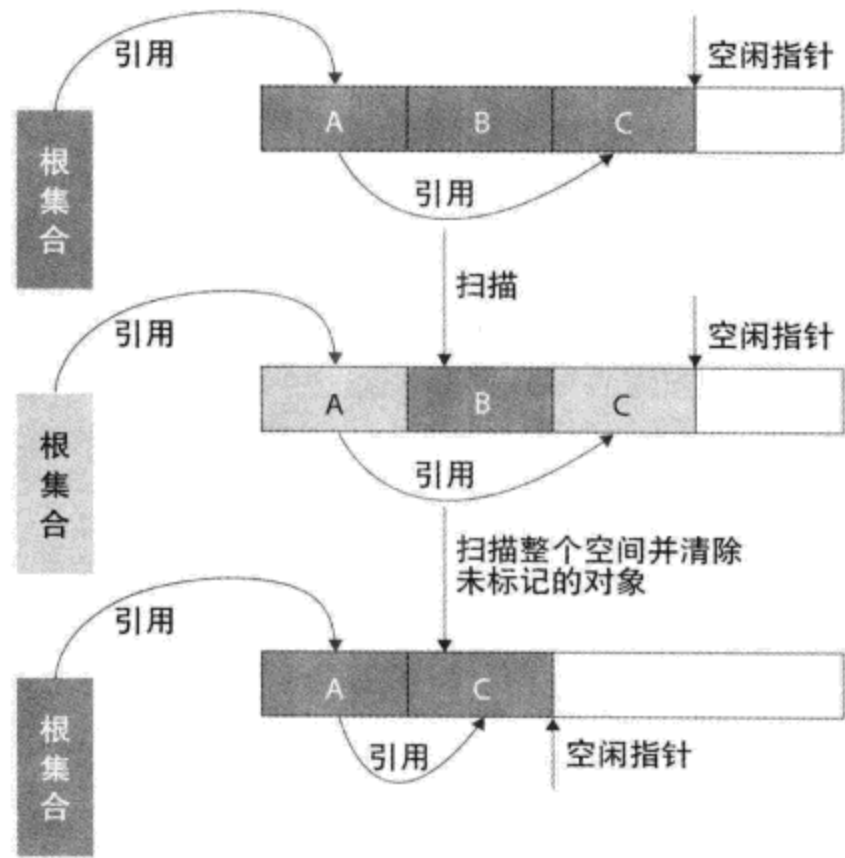 引用
空闲指针
A B C
根集合
引用
扫描
引用
空闲指针
A B C
根集合
引用
扫描整个空间并清除
未标记的对象
引用
A C
根集合
引用
空闲指针